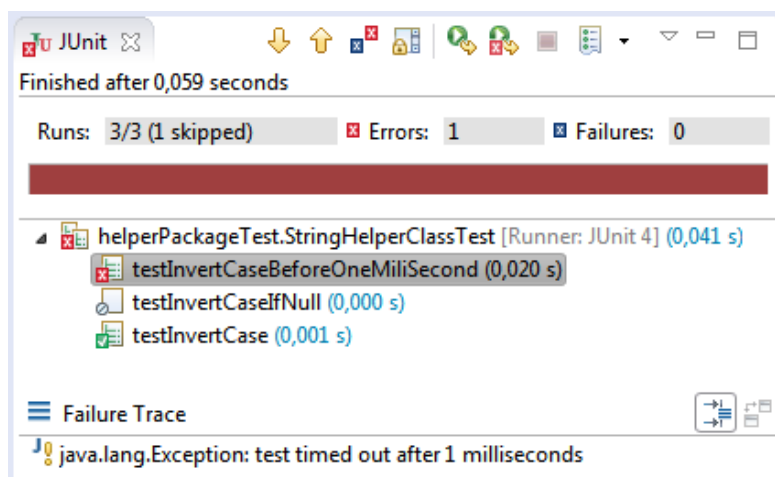 JUnit
Finished after 0,059 seconds
Runs: 3/3 (1 skipped) Errors: 1 Failures: 0
helperPackageTest.StringHelperClassTest [Runner: JUnit 4] (0,041 s)
testInvertCaseBeforeOneMiliSecond (0,020 s)
testInvertCaseIfNull (0,000 s)
testInvertCase (0,001 s)
Failure Trace
java.lang.Exception: test timed out after 1 milliseconds